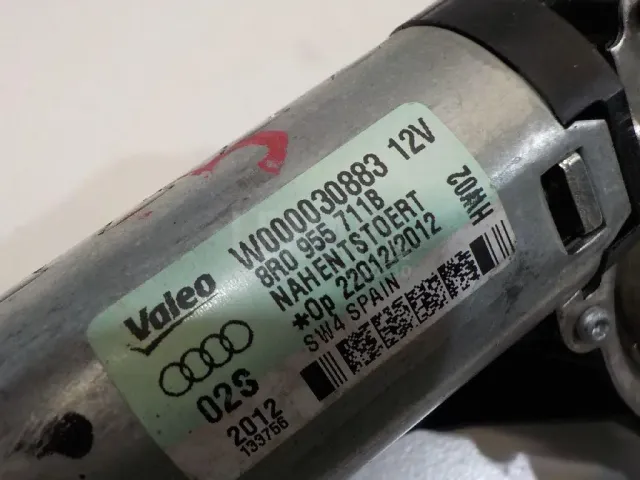 Valeo
W000030883 12V
8R0 955 711B
NAHENTSTOERT
*Op 22012/2012
SW4 SPAIN
HW02
02S
2012
133756